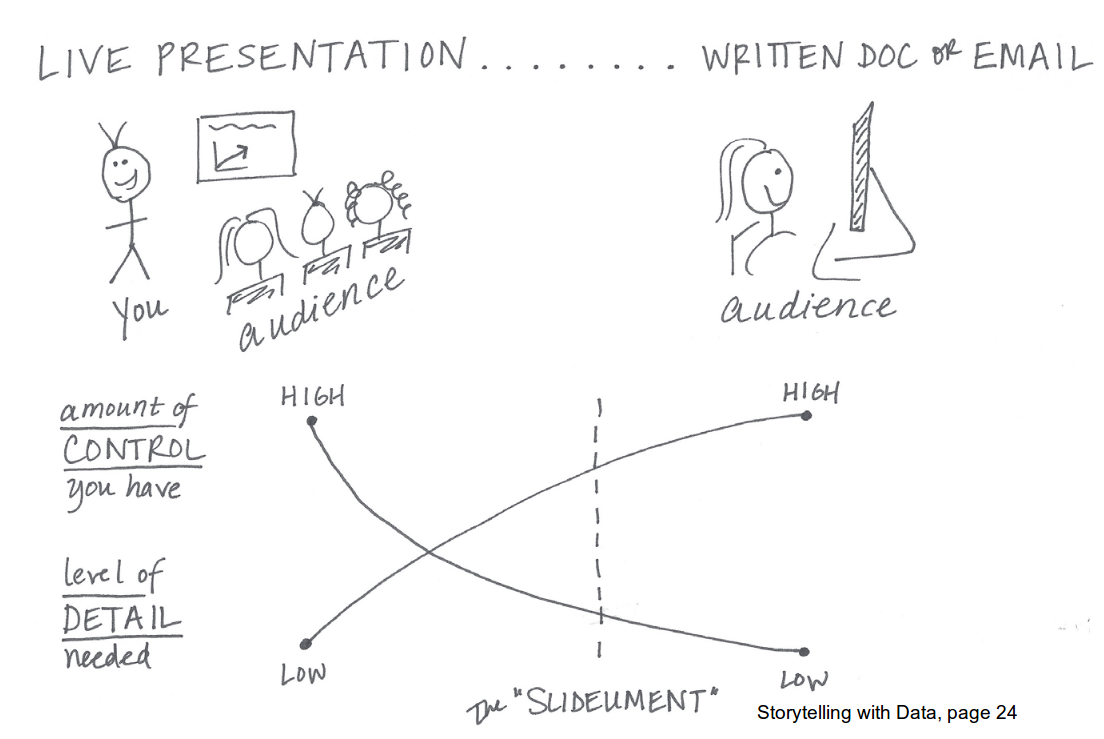 LIVE PRESENTATION......... WRITTEN DOC OR EMAIL
you
audience
audience
amount of
CONTROL
you have
HIGH
HIGH
level of
DETAIL
needed
LOW
LOW
The "SLIDEUMENT"
Storytelling with Data, page 24